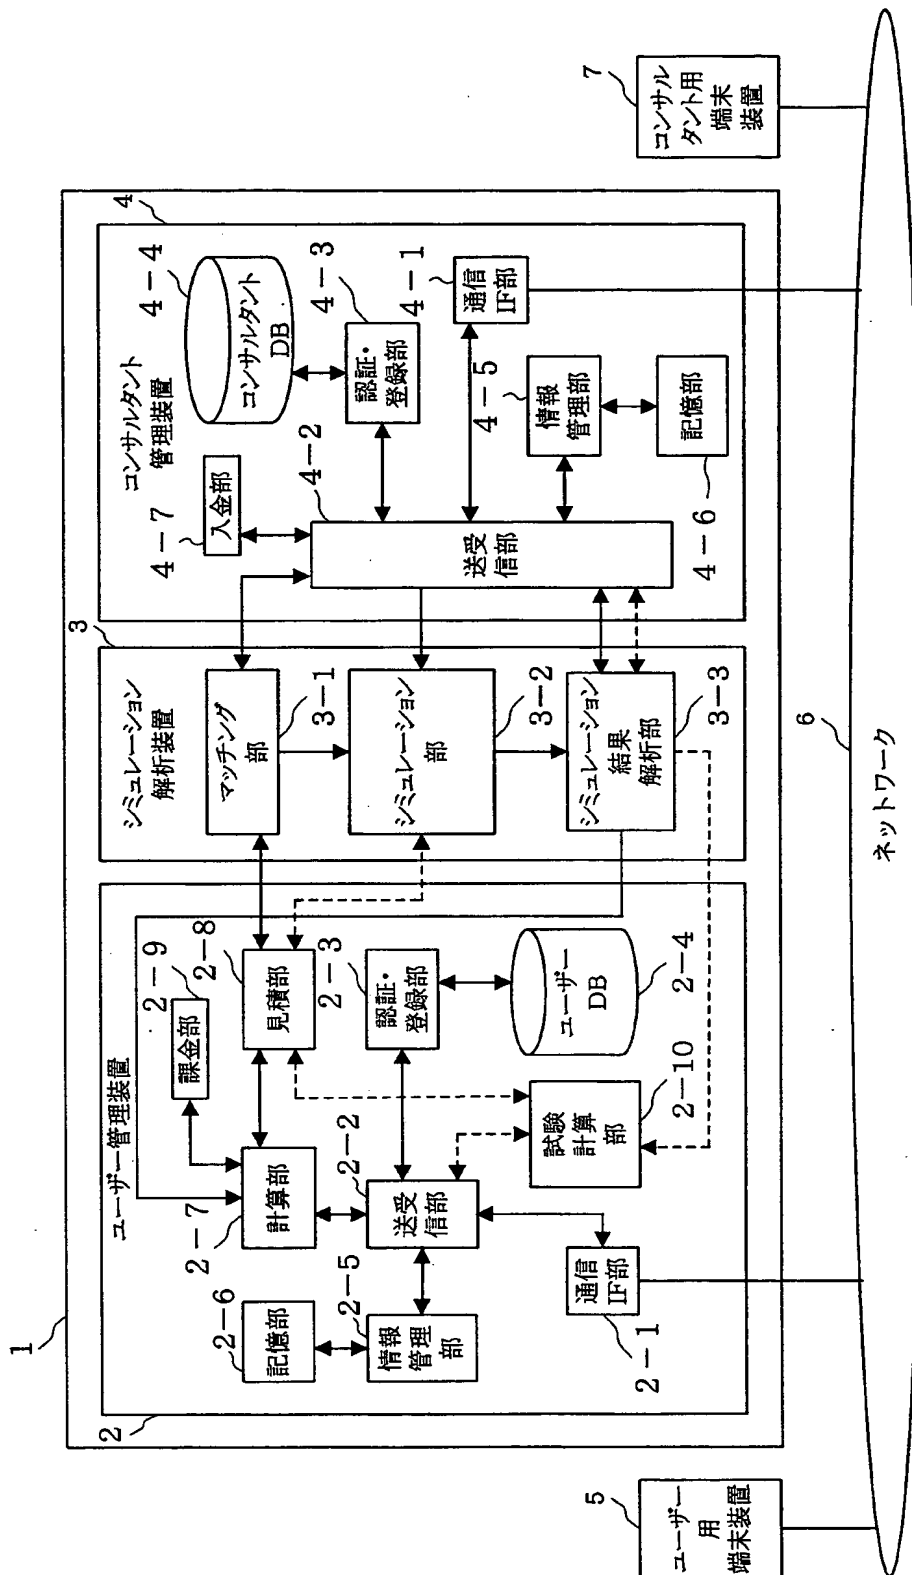 1
2
ユーザー管理装置
2-6
記憶部
2-5
情報
管理
部
2-7
計算部
2-2
送受
信部
2-1
通信
IF部
2-9
課金部
2-8
見積部
2-3
認証・
登録部
ユーザー
DB
2-4
試験
計算
部
2-10
3
シミュレーション
解析装置
マッチング
部
3-1
シミュレーション
部
3-2
シミュレーション
結果
解析部
3-3
4
コンサルタント
管理装置
4-7
入金部
4-2
送受
信部
コンサルタント
DB
4-4
認証・
登録部
4-3
通信
IF部
4-1
4-5
情報
管理部
記憶部
4-6
5
ユーザー
用
端末装置
6
ネットワーク
7
コンサル
タント用
端末
装置